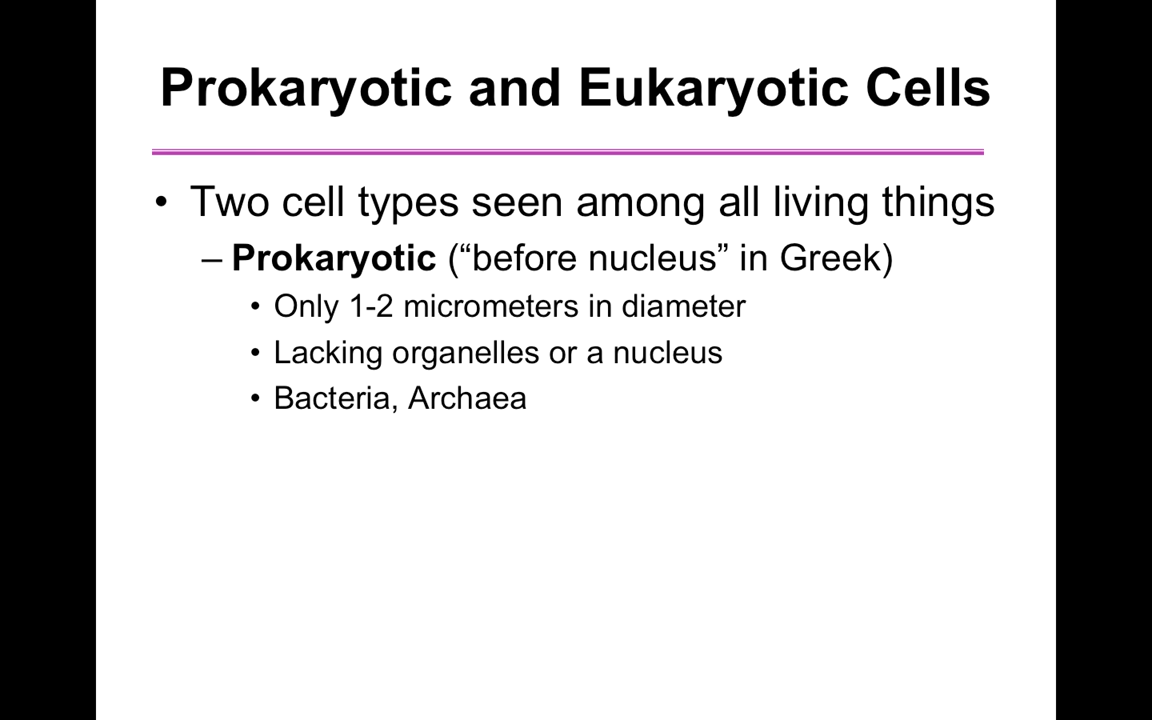 Prokaryotic and Eukaryotic Cells
• Two cell types seen among all living things
– Prokaryotic (“before nucleus” in Greek)
• Only 1-2 micrometers in diameter
• Lacking organelles or a nucleus
• Bacteria, Archaea